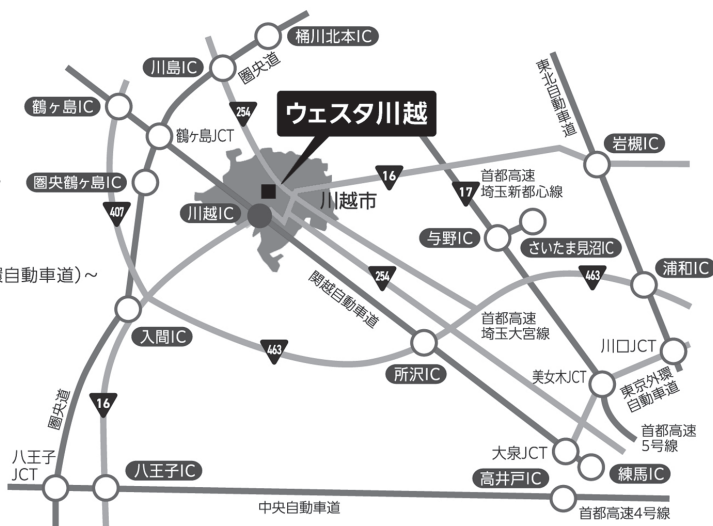 桶川北本IC
川島IC
圏央道
東北自動車道
鶴ヶ島IC
254
ウェスタ川越
鶴ヶ島JCT
岩槻IC
16
首都高速
埼玉新都心線
圏央鶴ヶ島IC
17
川越市
407
川越IC
与野IC
さいたま見沼IC
環自動車道)~
関越自動車道
254
463
浦和IC
入間IC
首都高速
埼玉大宮線
463
川口JCT
所沢IC
美女木JCT
東京外環
自動車道
圏央道
16
首都高速
5号線
八王子
JCT
八王子IC
大泉JCT
高井戸IC
練馬IC
中央自動車道
首都高速4号線